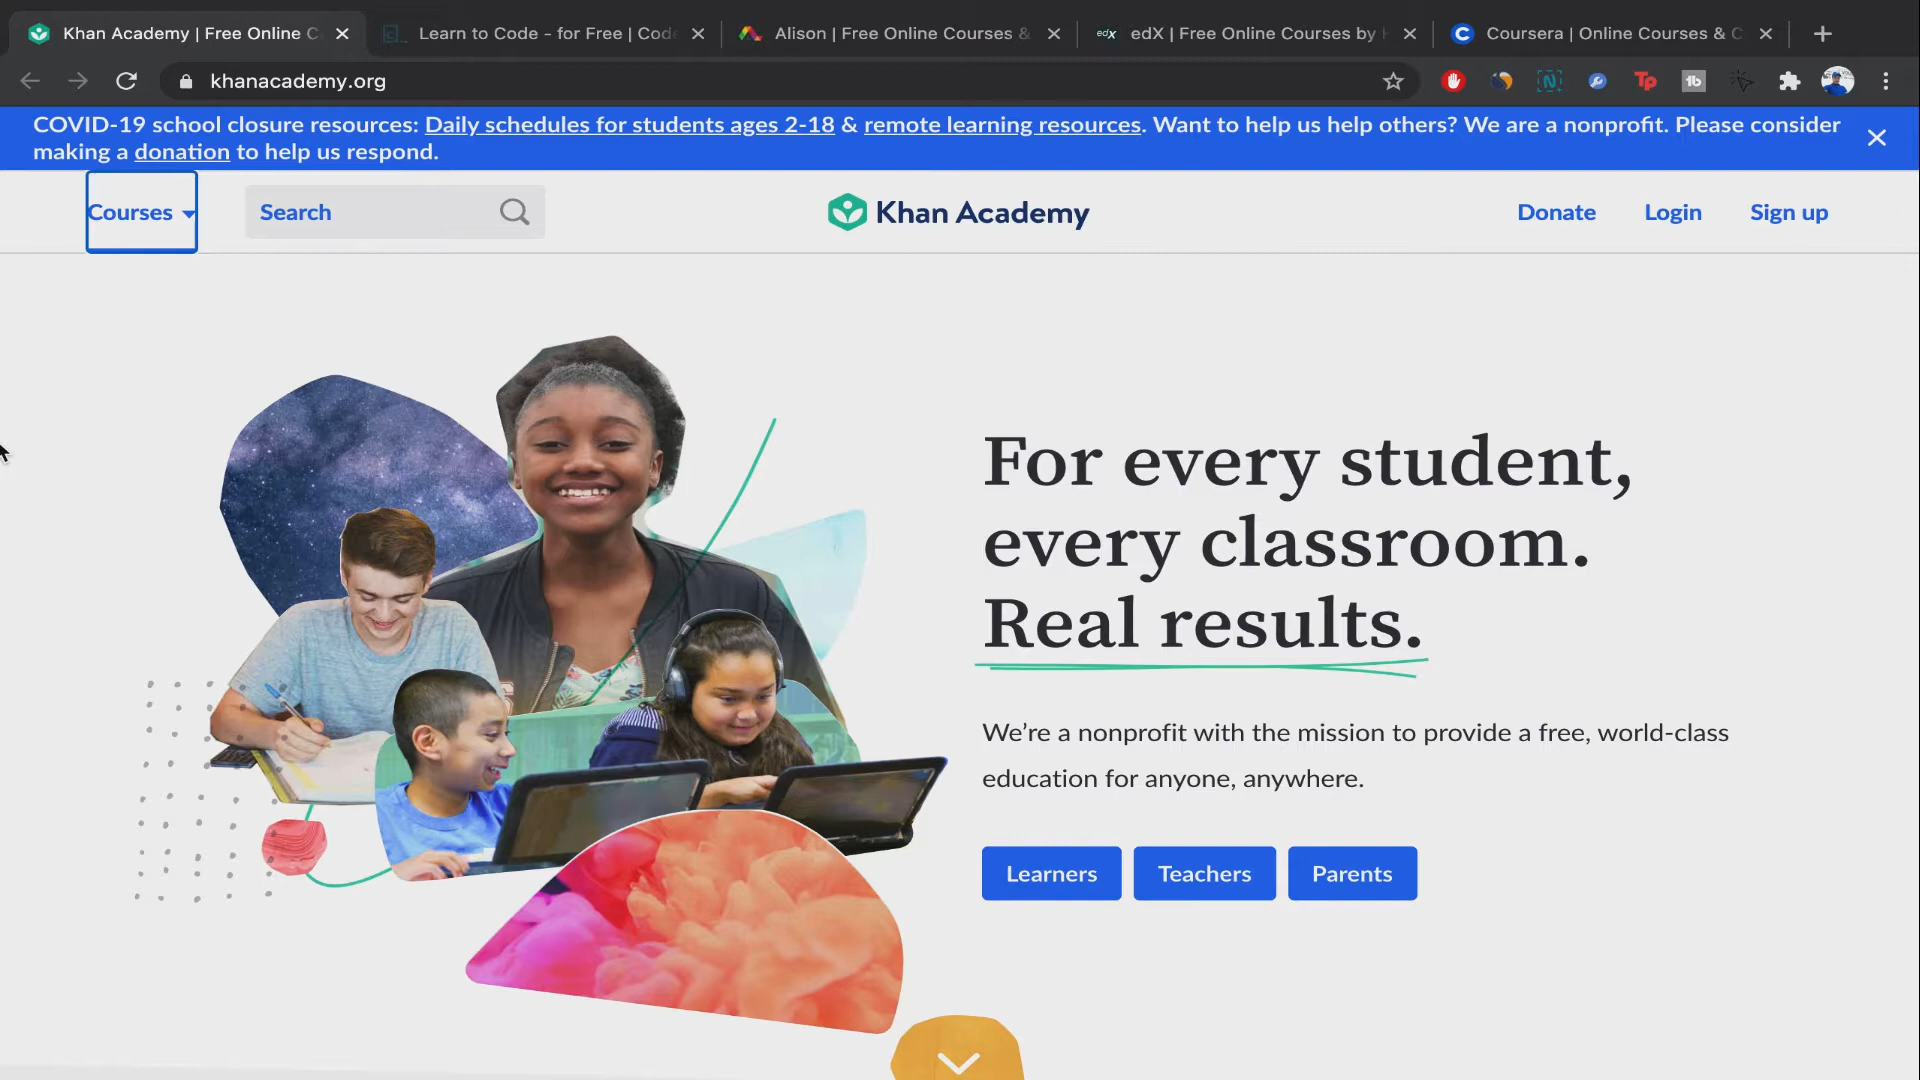 Khan Academy | Free Online C
Learn to Code - for Free | Code
Alison | Free Online Courses &
edX
edX | Free Online Courses by H
Coursera | Online Courses & C
khanacademy.org
Tp
COVID-19 school closure resources: Daily schedules for students ages 2-18 & remote learning resources. Want to help us help others? We are a nonprofit. Please consider
making a donation to help us respond.
Courses
Search
Khan Academy
Donate
Login
Sign up
For every student,
every classroom.
Real results.
We’re a nonprofit with the mission to provide a free, world-class
education for anyone, anywhere.
Learners
Teachers
Parents